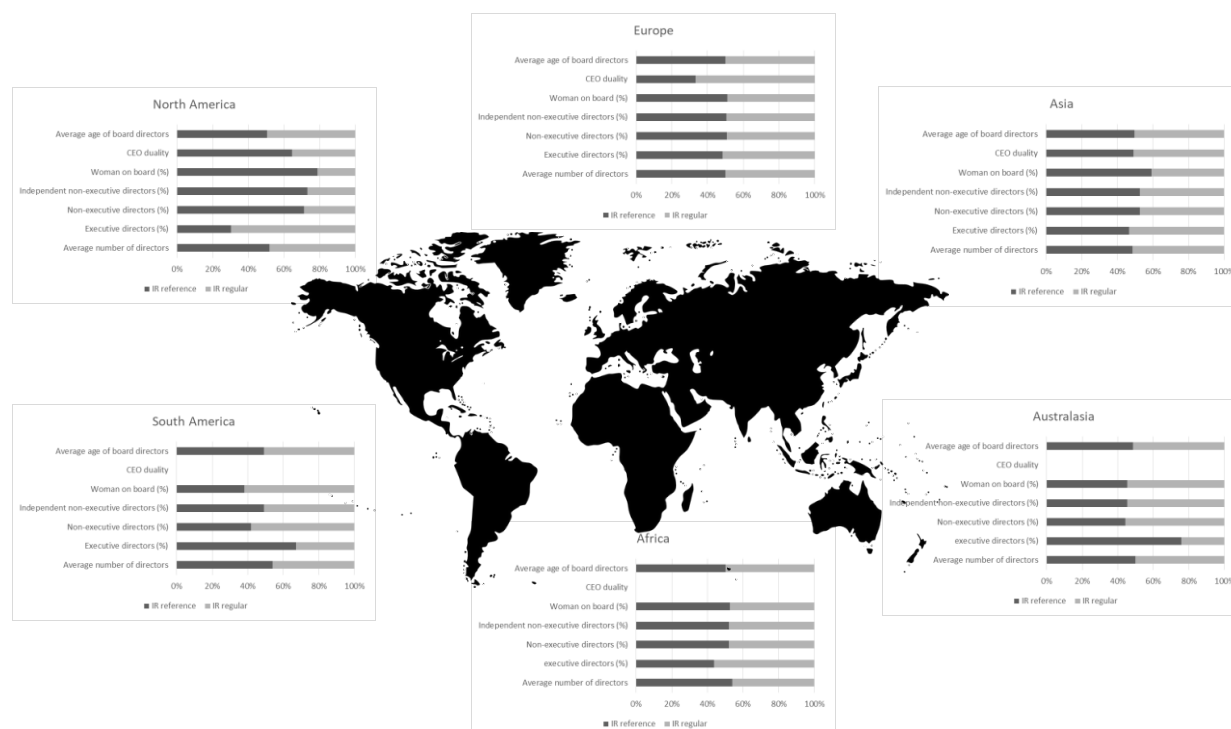 Europe
Average age of board directors
CEO duality
Woman on board (%)
Independent non-executive directors (%)
Non-executive directors (%)
Executive directors (%)
Average number of directors
0% 20% 40% 60% 80% 100%
IR reference IR regular
North America
Average age of board directors
CEO duality
Woman on board (%)
Independent non-executive directors (%)
Non-executive directors (%)
Executive directors (%)
Average number of directors
0% 20% 40% 60% 80% 100%
IR reference IR regular
Asia
Average age of board directors
CEO duality
Woman on board (%)
Independent non-executive directors (%)
Non-executive directors (%)
Executive directors (%)
Average number of directors
0% 20% 40% 60% 80% 100%
IR reference IR regular
South America
Average age of board directors
CEO duality
Woman on board (%)
Independent non-executive directors (%)
Non-executive directors (%)
Executive directors (%)
Average number of directors
0% 20% 40% 60% 80% 100%
IR reference IR regular
Australasia
Average age of board directors
CEO duality
Woman on board (%)
Independent non-executive directors (%)
Non-executive directors (%)
executive directors (%)
Average number of directors
0% 20% 40% 60% 80% 100%
IR reference IR regular
Africa
Average age of board directors
CEO duality
Woman on board (%)
Independent non-executive directors (%)
Non-executive directors (%)
executive directors (%)
Average number of directors
0% 20% 40% 60% 80% 100%
IR reference IR regular